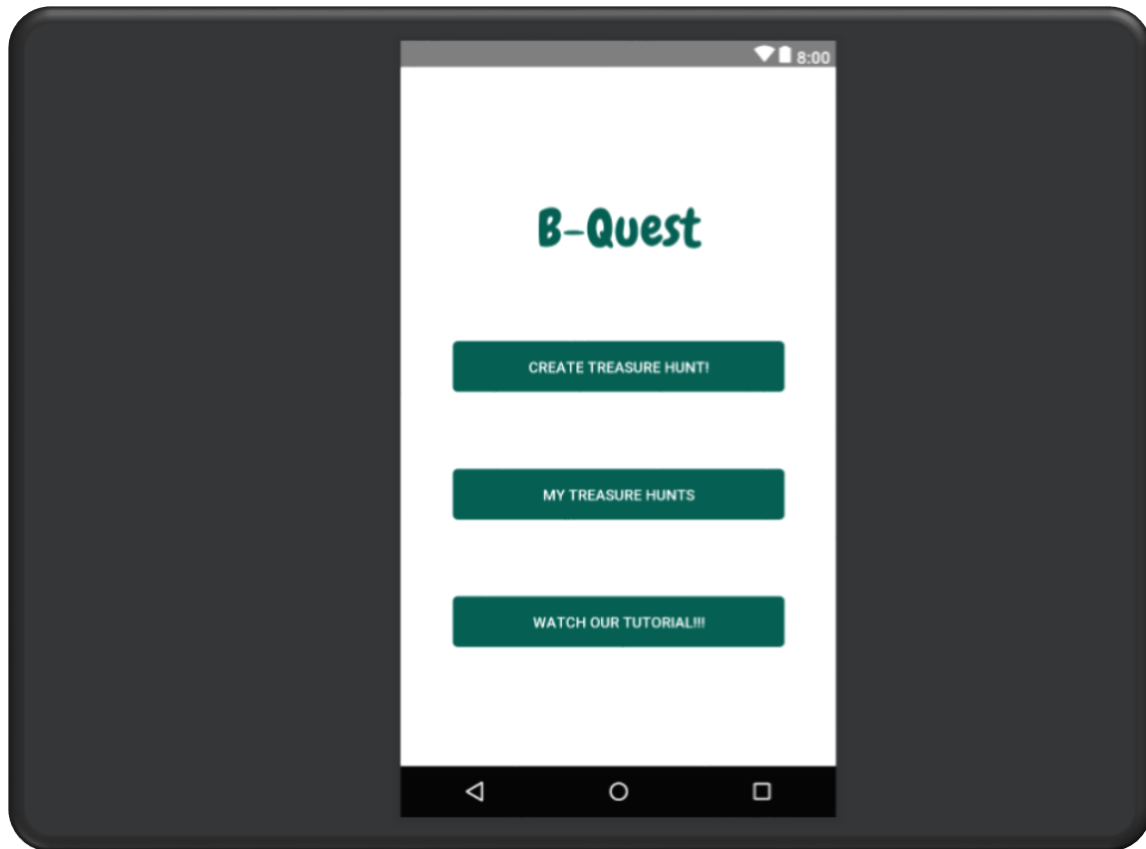 8:00
B-Quest
CREATE TREASURE HUNT!
MY TREASURE HUNTS
WATCH OUR TUTORIAL!!!